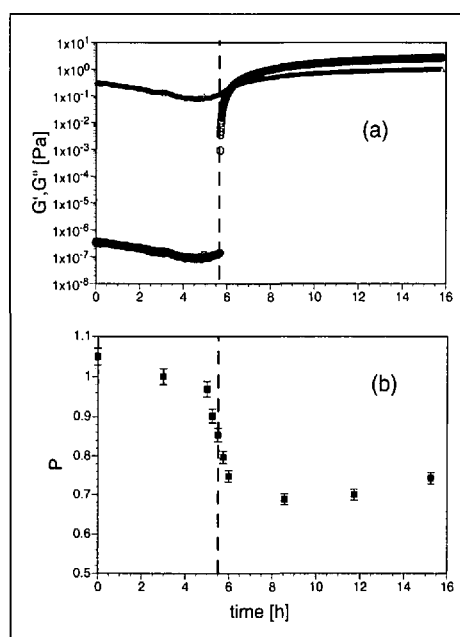 G',G" [Pa]
1x10¹
1x10⁰
1x10⁻¹
1x10⁻²
1x10⁻³
1x10⁻⁴
1x10⁻⁵
1x10⁻⁶
1x10⁻⁷
1x10⁻⁸
(a)
0 2 4 6 8 10 12 14 16
P
1.1
1
0.9
0.8
0.7
0.6
0.5
(b)
0 2 4 6 8 10 12 14 16
time [h]